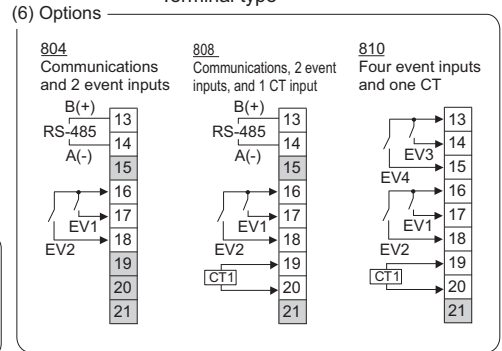 Terminal type
(6) Options
804
Communications
and 2 event inputs
B(+)
RS-485
A(-)
EV1
EV2
13
14
15
16
17
18
19
20
21
808
Communications, 2 event
inputs, and 1 CT input
B(+)
RS-485
A(-)
EV1
EV2
CT1
13
14
15
16
17
18
19
20
21
810
Four event inputs
and one CT
EV3
EV4
EV1
EV2
CT1
13
14
15
16
17
18
19
20
21